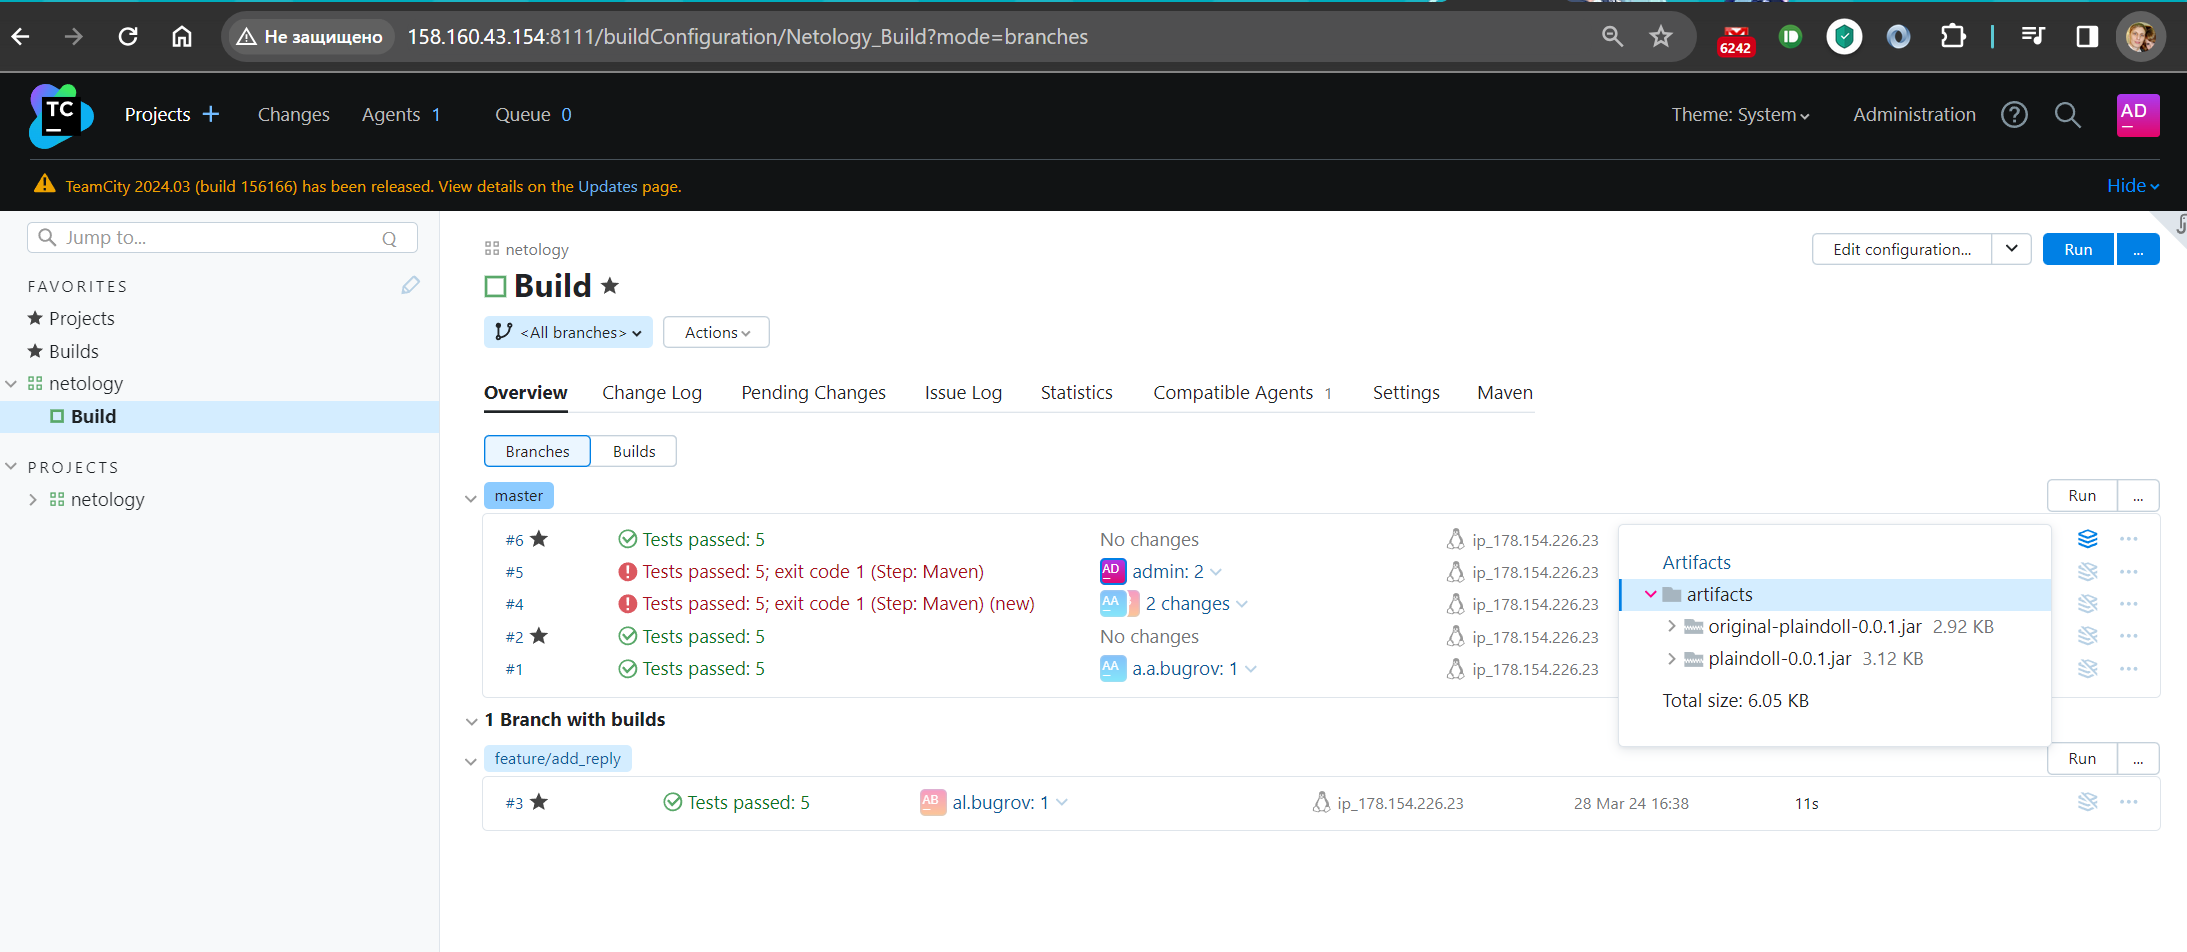 Не защищено 158.160.43.154:8111/buildConfiguration/Netology_Build?mode=branches 6242
TC Projects Changes Agents 1 Queue 0 Theme: System Administration AD
TeamCity 2024.03 (build 156166) has been released. View details on the Updates page. Hide
Jump to... Q
FAVORITES
Projects
Builds
netology
Build
PROJECTS
netology
netology
Edit configuration... Run ...
Build
<All branches> Actions
Overview Change Log Pending Changes Issue Log Statistics Compatible Agents 1 Settings Maven
Branches Builds
master Run ...
#6 Tests passed: 5 No changes ip_178.154.226.23
#5 Tests passed: 5; exit code 1 (Step: Maven) AD admin: 2 ip_178.154.226.23
#4 Tests passed: 5; exit code 1 (Step: Maven) (new) AA 2 changes ip_178.154.226.23
#2 Tests passed: 5 No changes ip_178.154.226.23
#1 Tests passed: 5 AA a.a.bugrov: 1 ip_178.154.226.23
Artifacts
artifacts
original-plaindoll-0.0.1.jar 2.92 KB
plaindoll-0.0.1.jar 3.12 KB
Total size: 6.05 KB
1 Branch with builds
feature/add_reply Run ...
#3 Tests passed: 5 AB al.bugrov: 1 ip_178.154.226.23 28 Mar 24 16:38 11s